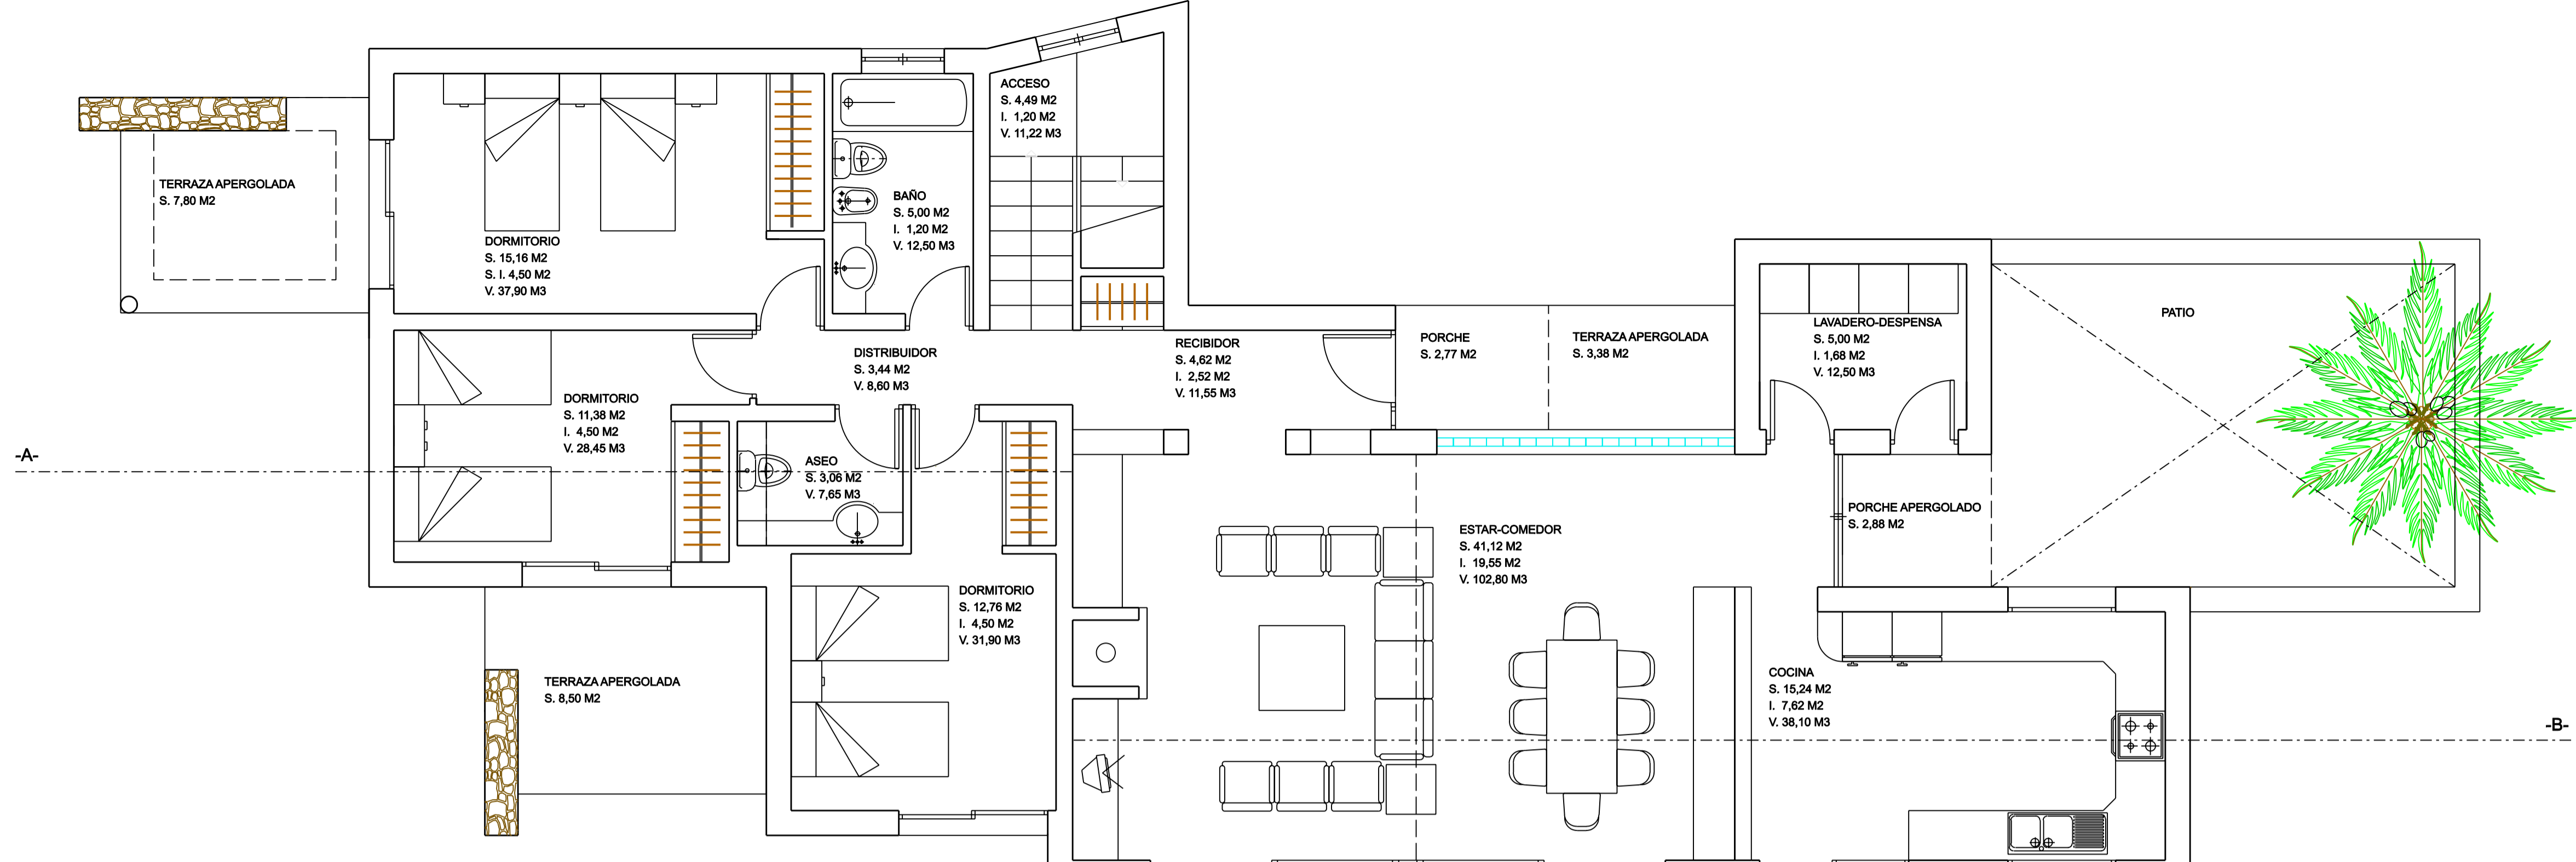 ACCESO
S. 4,49 M2
I. 1,20 M2
V. 11,22 M3
TERRAZA APERGOLADA
S. 7,80 M2
BAÑO
S. 5,00 M2
I. 1,20 M2
V. 12,50 M3
DORMITORIO
S. 15,16 M2
S. I. 4,50 M2
V. 37,90 M3
PATIO
LAVADERO-DESPENSA
S. 5,00 M2
I. 1,68 M2
V. 12,50 M3
PORCHE
S. 2,77 M2
TERRAZA APERGOLADA
S. 3,38 M2
RECIBIDOR
S. 4,62 M2
I. 2,52 M2
V. 11,55 M3
DISTRIBUIDOR
S. 3,44 M2
V. 8,60 M3
DORMITORIO
S. 11,38 M2
I. 4,50 M2
V. 28,45 M3
-A-
ASEO
S. 3,06 M2
V. 7,65 M3
PORCHE APERGOLADO
S. 2,88 M2
ESTAR-COMEDOR
S. 41,12 M2
I. 19,55 M2
V. 102,80 M3
DORMITORIO
S. 12,76 M2
I. 4,50 M2
V. 31,90 M3
TERRAZA APERGOLADA
S. 8,50 M2
COCINA
S. 15,24 M2
I. 7,62 M2
V. 38,10 M3
-B-